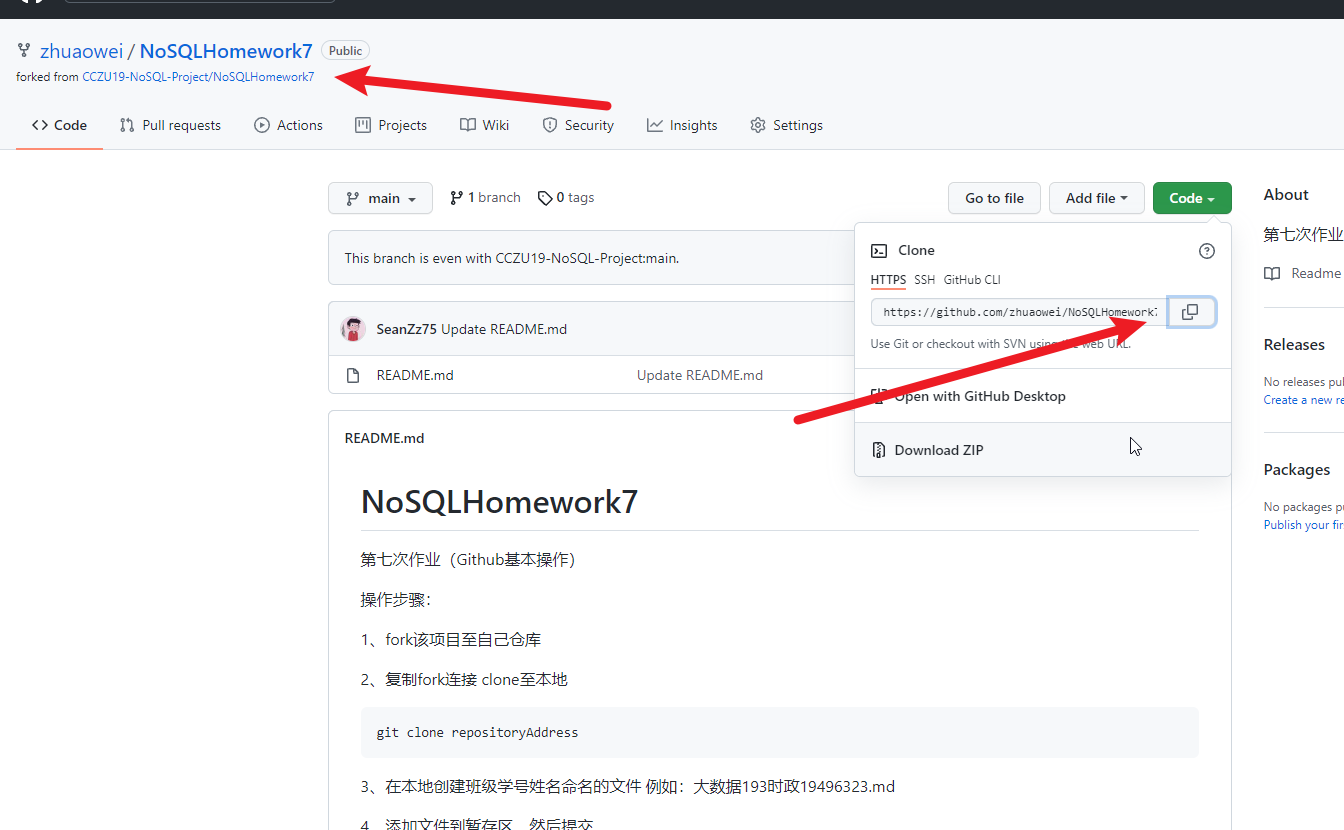 zhuaowei / NoSQLHomework7 Public
forked from CCZU19-NoSQL-Project/NoSQLHomework7
Code Pull requests Actions Projects Wiki Security Insights Settings
main 1 branch 0 tags Go to file Add file Code
About
第七次作业
Readme
This branch is even with CCZU19-NoSQL-Project:main.
Clone
HTTPS SSH GitHub CLI
https://github.com/zhuaowei/NoSQLHomework7
Use Git or checkout with SVN using the web URL.
Open with GitHub Desktop
Download ZIP
SeanZz75 Update README.md
README.md Update README.md
Releases
No releases
Create a new
Packages
No packages
Publish your
README.md
NoSQLHomework7
第七次作业（Github基本操作）
操作步骤：
1、fork该项目至自己仓库
2、复制fork连接 clone至本地
git clone repositoryAddress
3、在本地创建班级学号姓名命名的文件 例如：大数据193时政19496323.md
4、添加文件到暂存区，然后提交